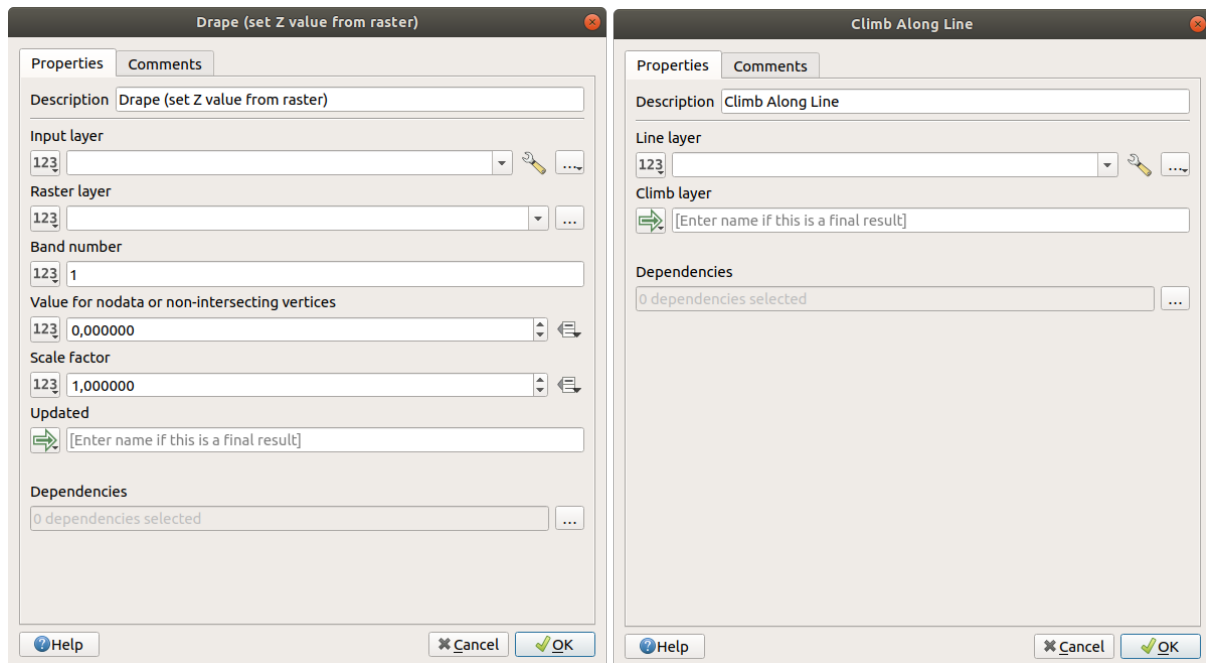 Drape (set Z value from raster)
Properties
Comments
Description Drape (set Z value from raster)
Input layer
123
...
Raster layer
123
...
Band number
123 1
Value for nodata or non-intersecting vertices
123 0,000000
Scale factor
123 1,000000
Updated
[Enter name if this is a final result]
Dependencies
0 dependencies selected
...
Help
Cancel
OK
Climb Along Line
Properties
Comments
Description Climb Along Line
Line layer
123
...
Climb layer
[Enter name if this is a final result]
Dependencies
0 dependencies selected
...
Help
Cancel
OK